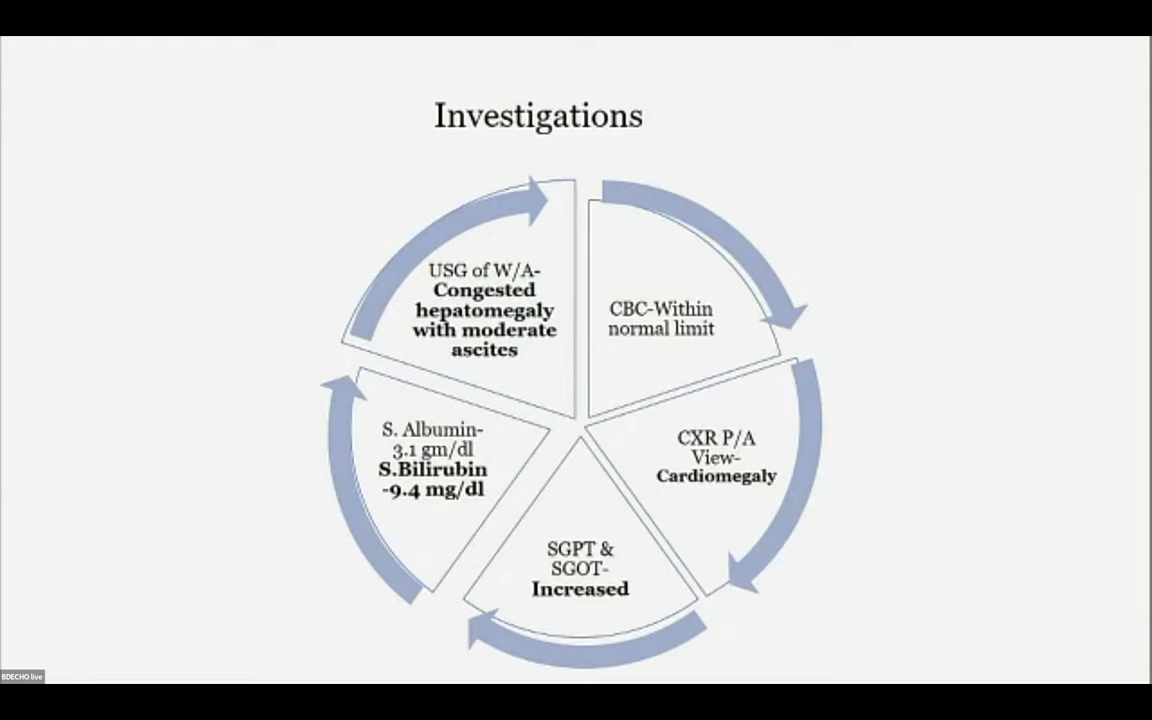 Investigations
CBC-Within
normal limit
CXR P/A
View-
Cardiomegaly
SGPT &
SGOT-
Increased
S. Albumin-
3.1 gm/dl
S.Bilirubin
-9.4 mg/dl
USG of W/A-
Congested
hepatomegaly
with moderate
ascites
BDECHO live